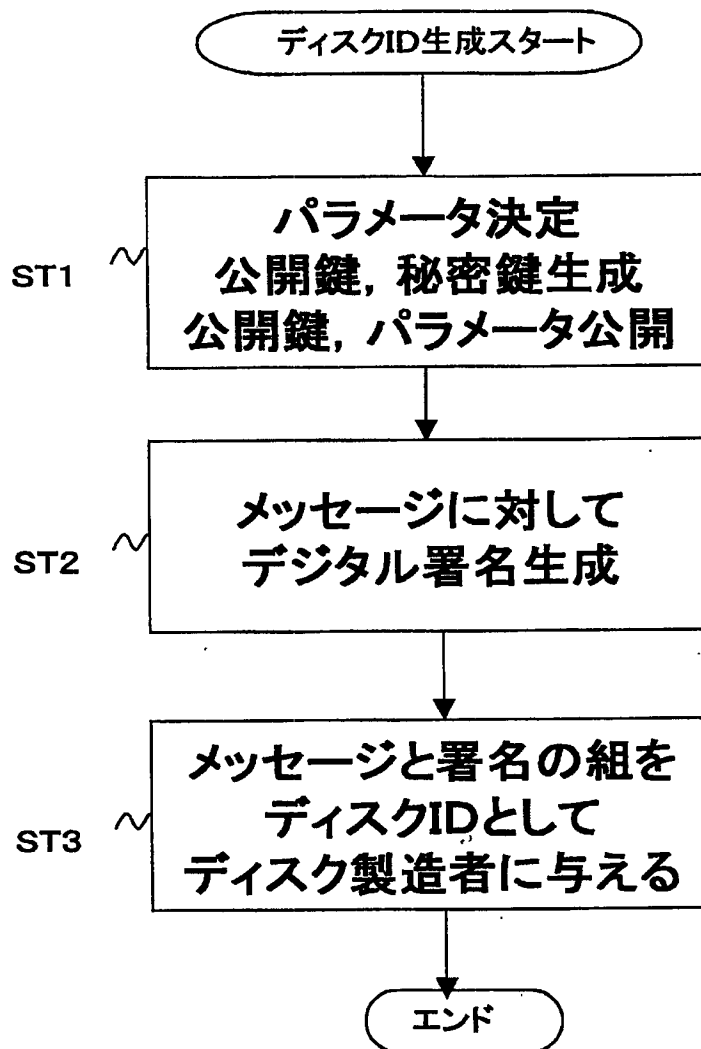 ディスクID生成スタート
ST1
パラメータ決定
公開鍵, 秘密鍵生成
公開鍵, パラメータ公開
ST2
メッセージに対して
デジタル署名生成
ST3
メッセージと署名の組を
ディスクIDとして
ディスク製造者に与える
エンド